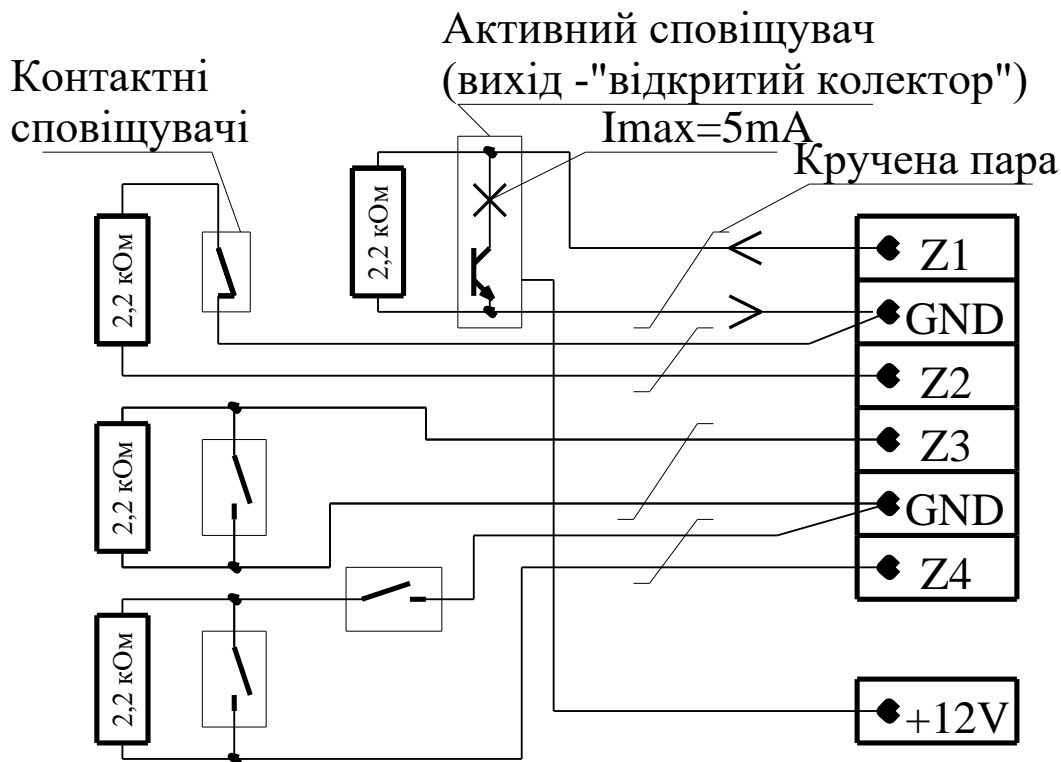 Активний сповіщувач
(вихід -"відкритий колектор")
Контактні
сповіщувачі
Imax=5mA
Кручена пара
2,2 кОм
2,2 кОм
Z1
GND
Z2
2,2 кОм
Z3
GND
Z4
2,2 кОм
+12V